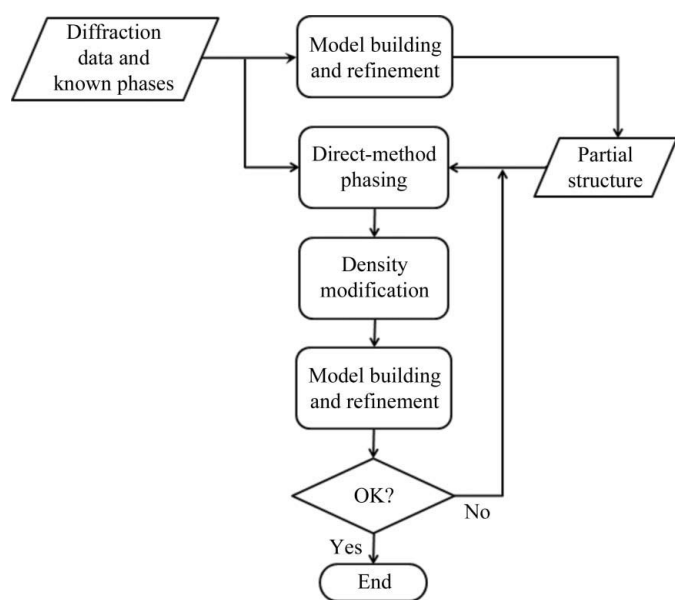 Diffraction
data and
known phases
Model building
and refinement
Direct-method
phasing
Partial
structure
Density
modification
Model building
and refinement
OK?
No
Yes
End